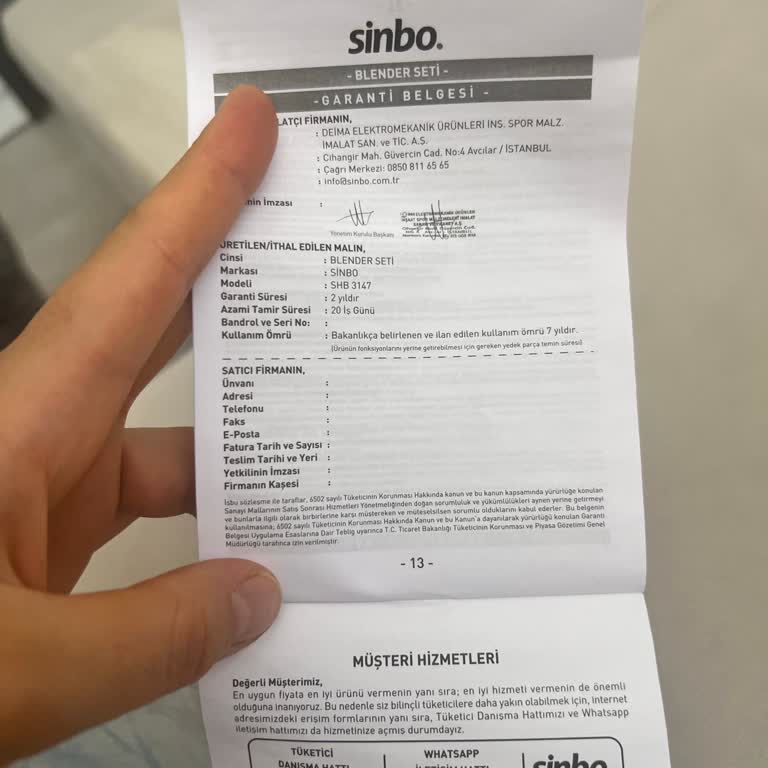 sinbo.
- BLENDER SETİ -
- GARANTİ BELGESİ -
FİRMANIN,
: DEİMA ELEKTROMEKANİK ÜRÜNLERİ İNŞ. SPOR MALZ.
İMALAT SAN. ve TİC. A.Ş.
: Cihangir Mah. Güvercin Cad. No:4 Avcılar / İSTANBUL
: Çağrı Merkezi: 0850 811 65 65
: info@sinbo.com.tr
İmzası :
Yönetim Kurulu Başkanı
ÜRETİLEN/İTHAL EDİLEN MALIN,
Cinsi : BLENDER SETİ
Markası : SİNBO
Modeli : SHB 3147
Garanti Süresi : 2 yıldır
Azami Tamir Süresi : 20 İş Günü
Bandrol ve Seri No: :
Kullanım Ömrü : Bakanlıkça belirlenen ve ilan edilen kullanım ömrü 7 yıldır.
(Ürünün fonksiyonlarını yerine getirebilmesi için gereken yedek parça temin süresi)
SATICI FİRMANIN,
Ünvanı :
Adresi :
Telefonu :
Faks :
E-Posta :
Fatura Tarih ve Sayısı :
Teslim Tarihi ve Yeri :
Yetkilinin İmzası :
Firmanın Kaşesi :
İşbu sözleşme ile taraflar, 6502 sayılı Tüketicinin Korunması Hakkında kanun ve bu kanun kapsamında yürürlüğe konulan
Sanayi Mallarının Satış Sonrası Hizmetleri Yönetmeliğinden doğan sorumluluk ve yükümlülükleri aynen yerine getirmeyi
ve bunlarla ilgili olarak birbirlerine karşı müştereken ve müteselsilsen sorumlu olduklarını kabul ederler. Bu belgenin
kullanılmasına; 6502 sayılı Tüketicinin Korunması Hakkında Kanun ve bu Kanun'a dayanılarak yürürlüğü konulan Garanti
Belgesi Uygulama Esaslarına Dair Tebliğ uyarınca T.C. Ticaret Bakanlığı Tüketicinin Korunması ve Piyasa Gözetimi Genel
Müdürlüğü tarafınca izin verilmiştir.
- 13 -
MÜŞTERİ HİZMETLERİ
Değerli Müşterimiz,
En uygun fiyata en iyi ürünü vermenin yanı sıra; en iyi hizmeti vermenin de önemli
olduğuna inanıyoruz. Bu nedenle siz bilinçli tüketicilere daha yakın olabilmek için, internet
adresimizdeki erişim formlarının yanı sıra, Tüketici Danışma Hattımızı ve Whatsapp
iletişim hattımızı da hizmetinize açmış durumdayız.
TÜKETİCİ WHATSAPP sinbo
DANIŞMA HATTI İLETİŞİM HATTI